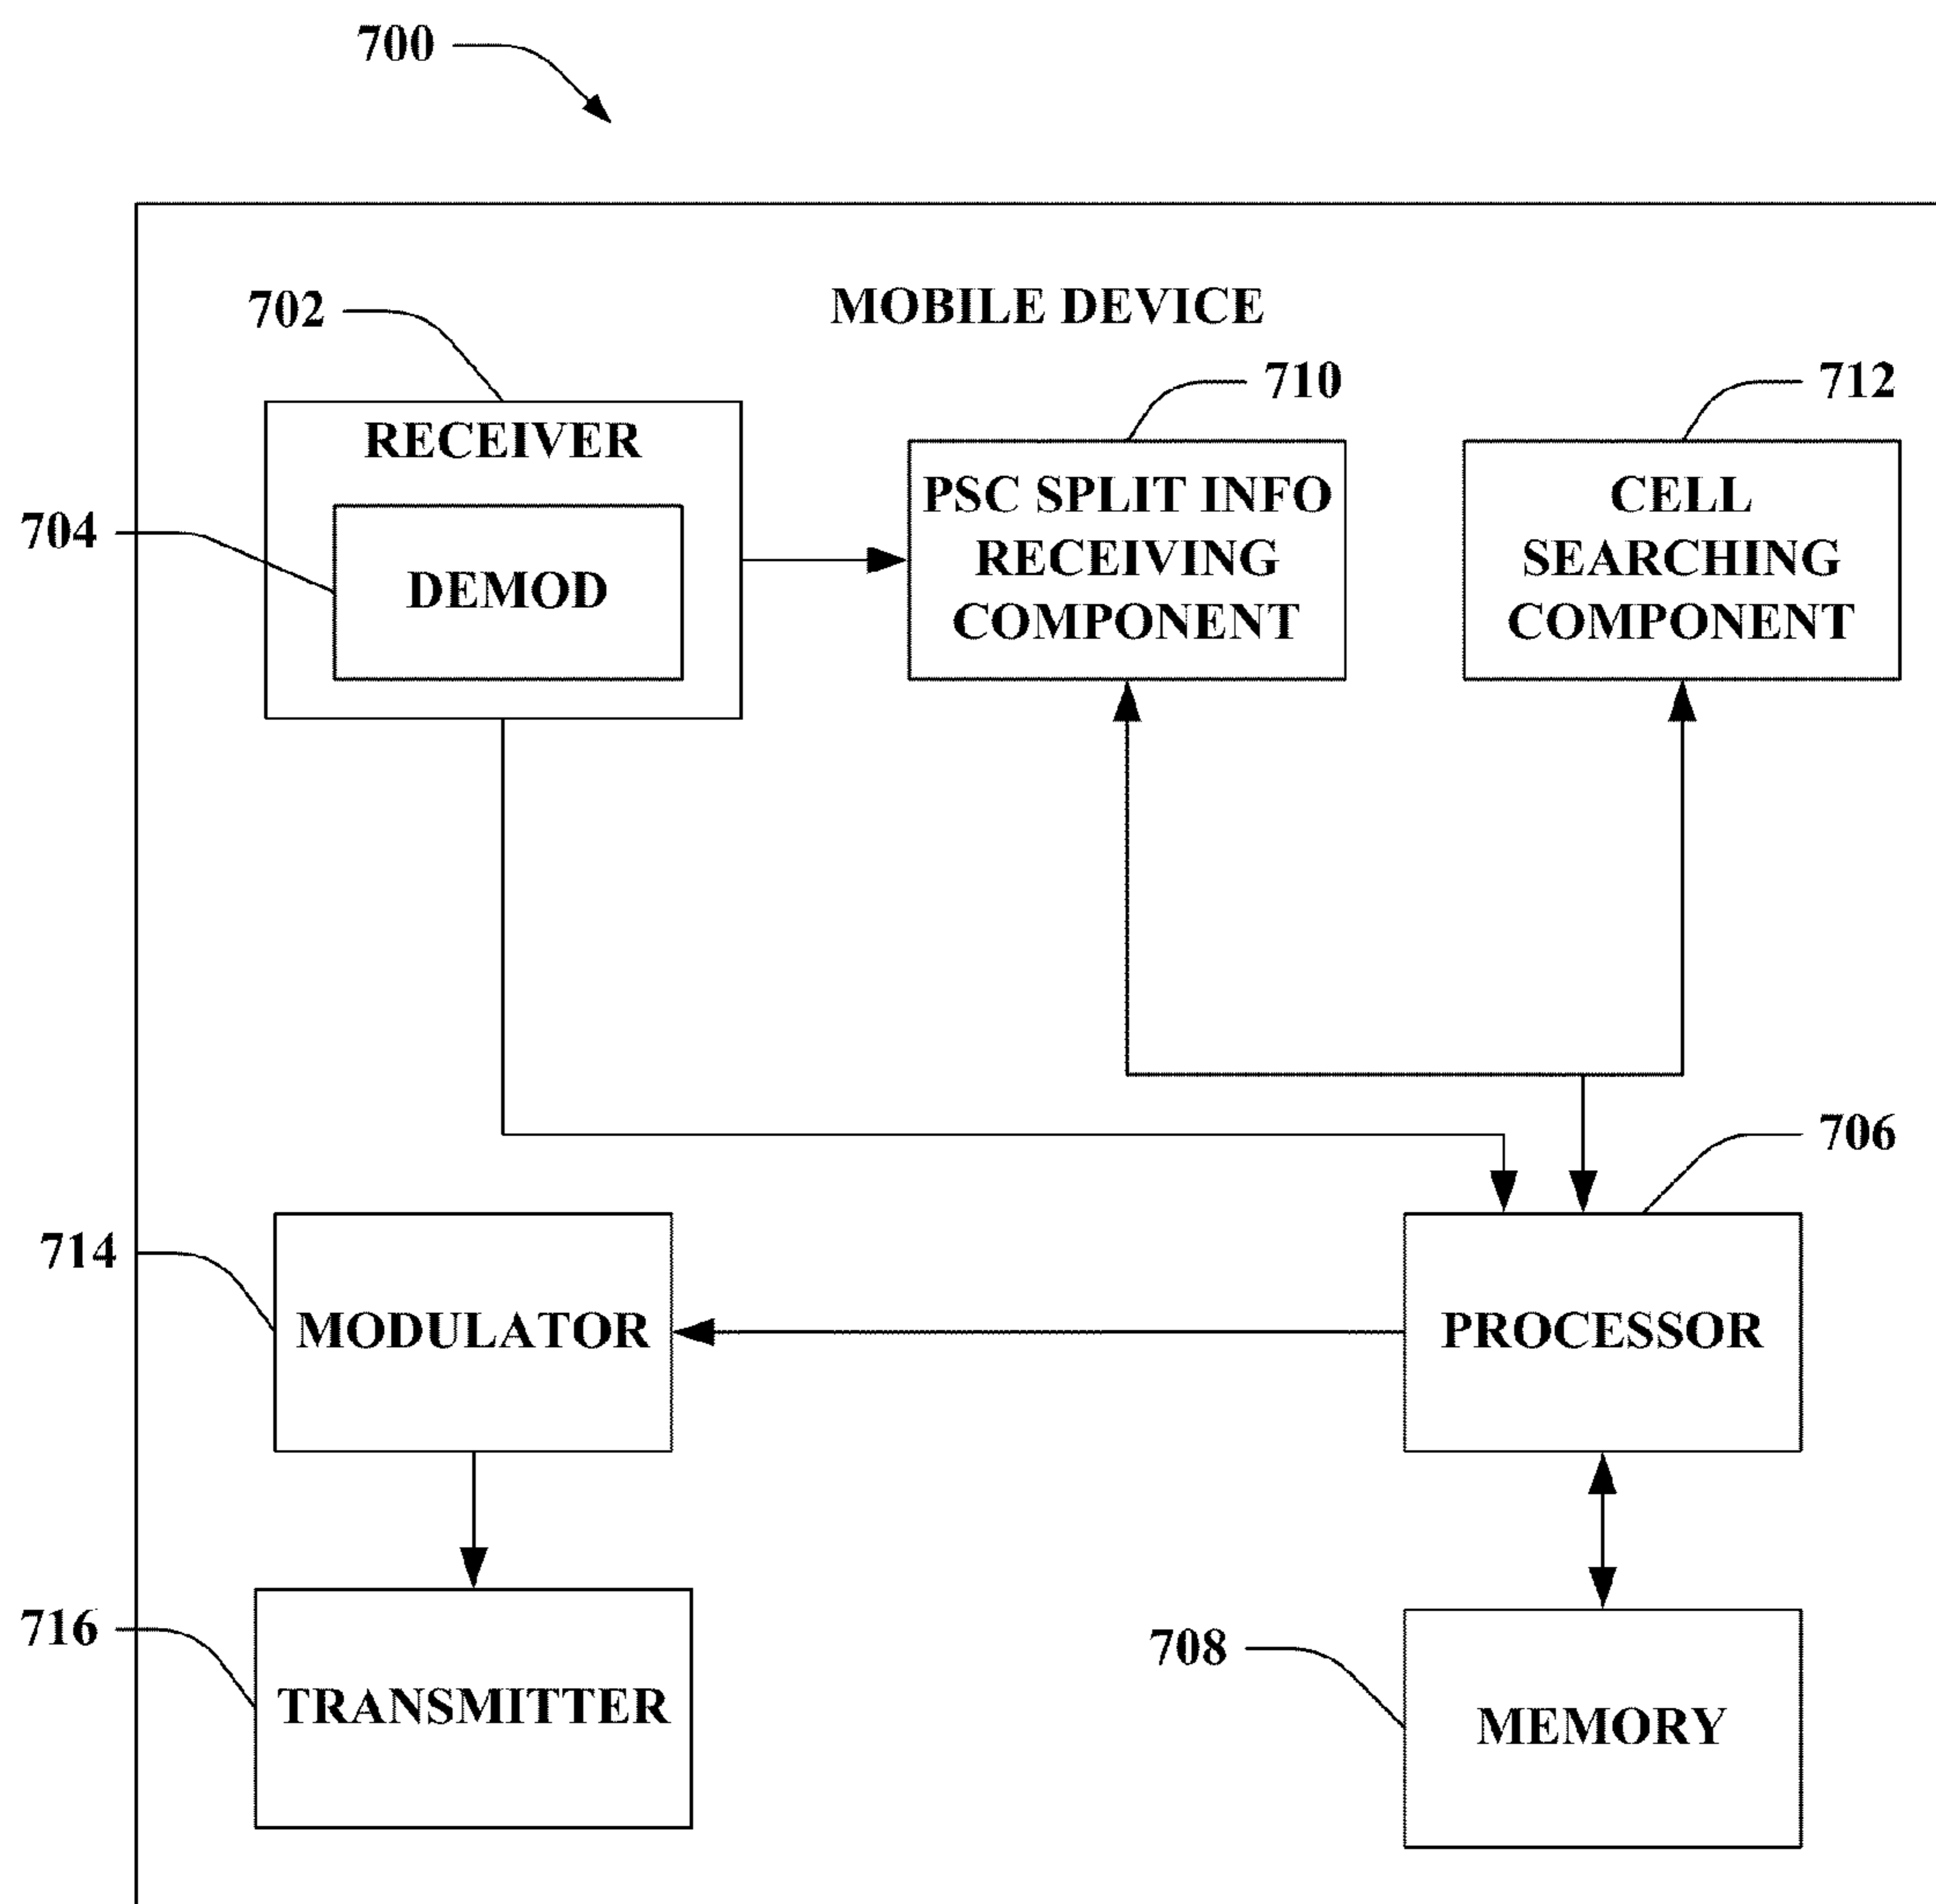 700
MOBILE DEVICE
702
710
712
RECEIVER
704
DEMOD
PSC SPLIT INFO
RECEIVING
COMPONENT
CELL
SEARCHING
COMPONENT
706
714
MODULATOR
PROCESSOR
716
TRANSMITTER
708
MEMORY